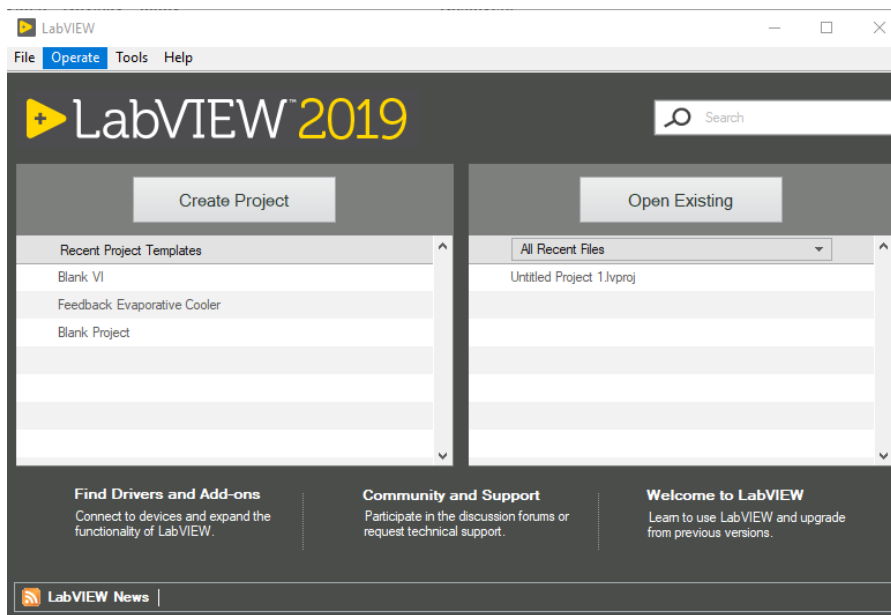 LabVIEW
File Operate Tools Help
LabVIEW™ 2019
Search
Create Project
Open Existing
Recent Project Templates
Blank VI
Feedback Evaporative Cooler
Blank Project
All Recent Files
Untitled Project 1.lvproj
Find Drivers and Add-ons
Connect to devices and expand the
functionality of LabVIEW.
Community and Support
Participate in the discussion forums or
request technical support.
Welcome to LabVIEW
Learn to use LabVIEW and upgrade
from previous versions.
LabVIEW News